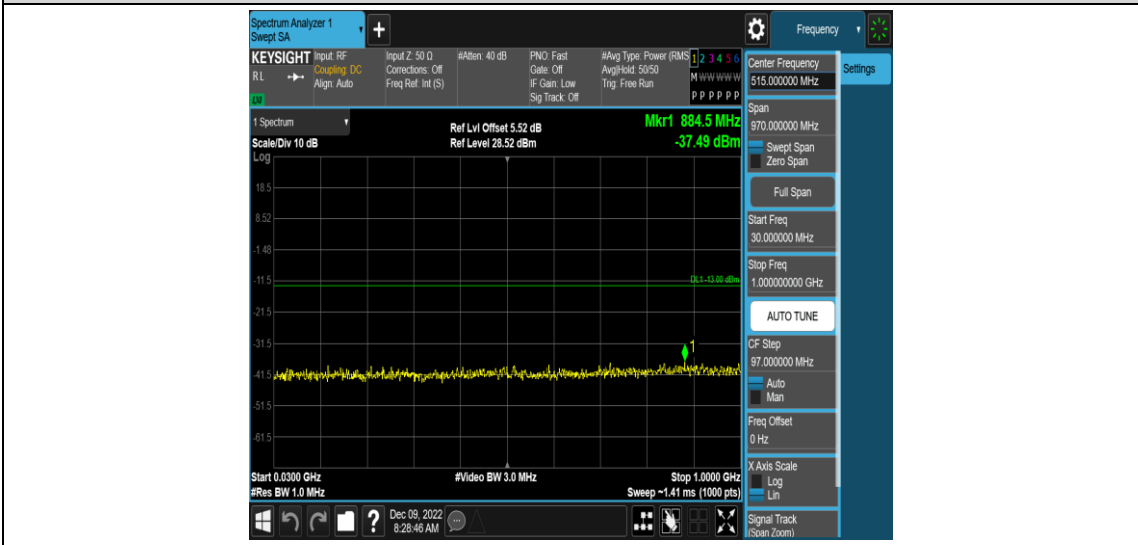 Spectrum Analyzer 1
Swept SA
+
Frequency
KEYSIGHT
RL
LXI
Input: RF
Coupling: DC
Align: Auto
Input Z: 50 Ω
Corrections: Off
Freq Ref: Int (S)
#Atten: 40 dB
PNO: Fast
Gate: Off
IF Gain: Low
Sig Track: Off
#Avg Type: Power (RMS
Avg|Hold: 50/50
Trig: Free Run
1 2 3 4 5 6
M W W W W W
P P P P P P
1 Spectrum
Scale/Div 10 dB
Log
Ref Lvl Offset 5.52 dB
Ref Level 28.52 dBm
Mkr1 884.5 MHz
-37.49 dBm
18.5
8.52
-1.48
-11.5
DL1 -13.00 dBm
-21.5
-31.5
1
-41.5
-51.5
-61.5
Start 0.0300 GHz
#Res BW 1.0 MHz
#Video BW 3.0 MHz
Stop 1.0000 GHz
Sweep ~1.41 ms (1000 pts)
?
Dec 09, 2022
8:28:46 AM
Center Frequency
515.000000 MHz
Settings
Span
970.000000 MHz
Swept Span
Zero Span
Full Span
Start Freq
30.000000 MHz
Stop Freq
1.000000000 GHz
AUTO TUNE
CF Step
97.000000 MHz
Auto
Man
Freq Offset
0 Hz
X Axis Scale
Log
Lin
Signal Track
(Span Zoom)